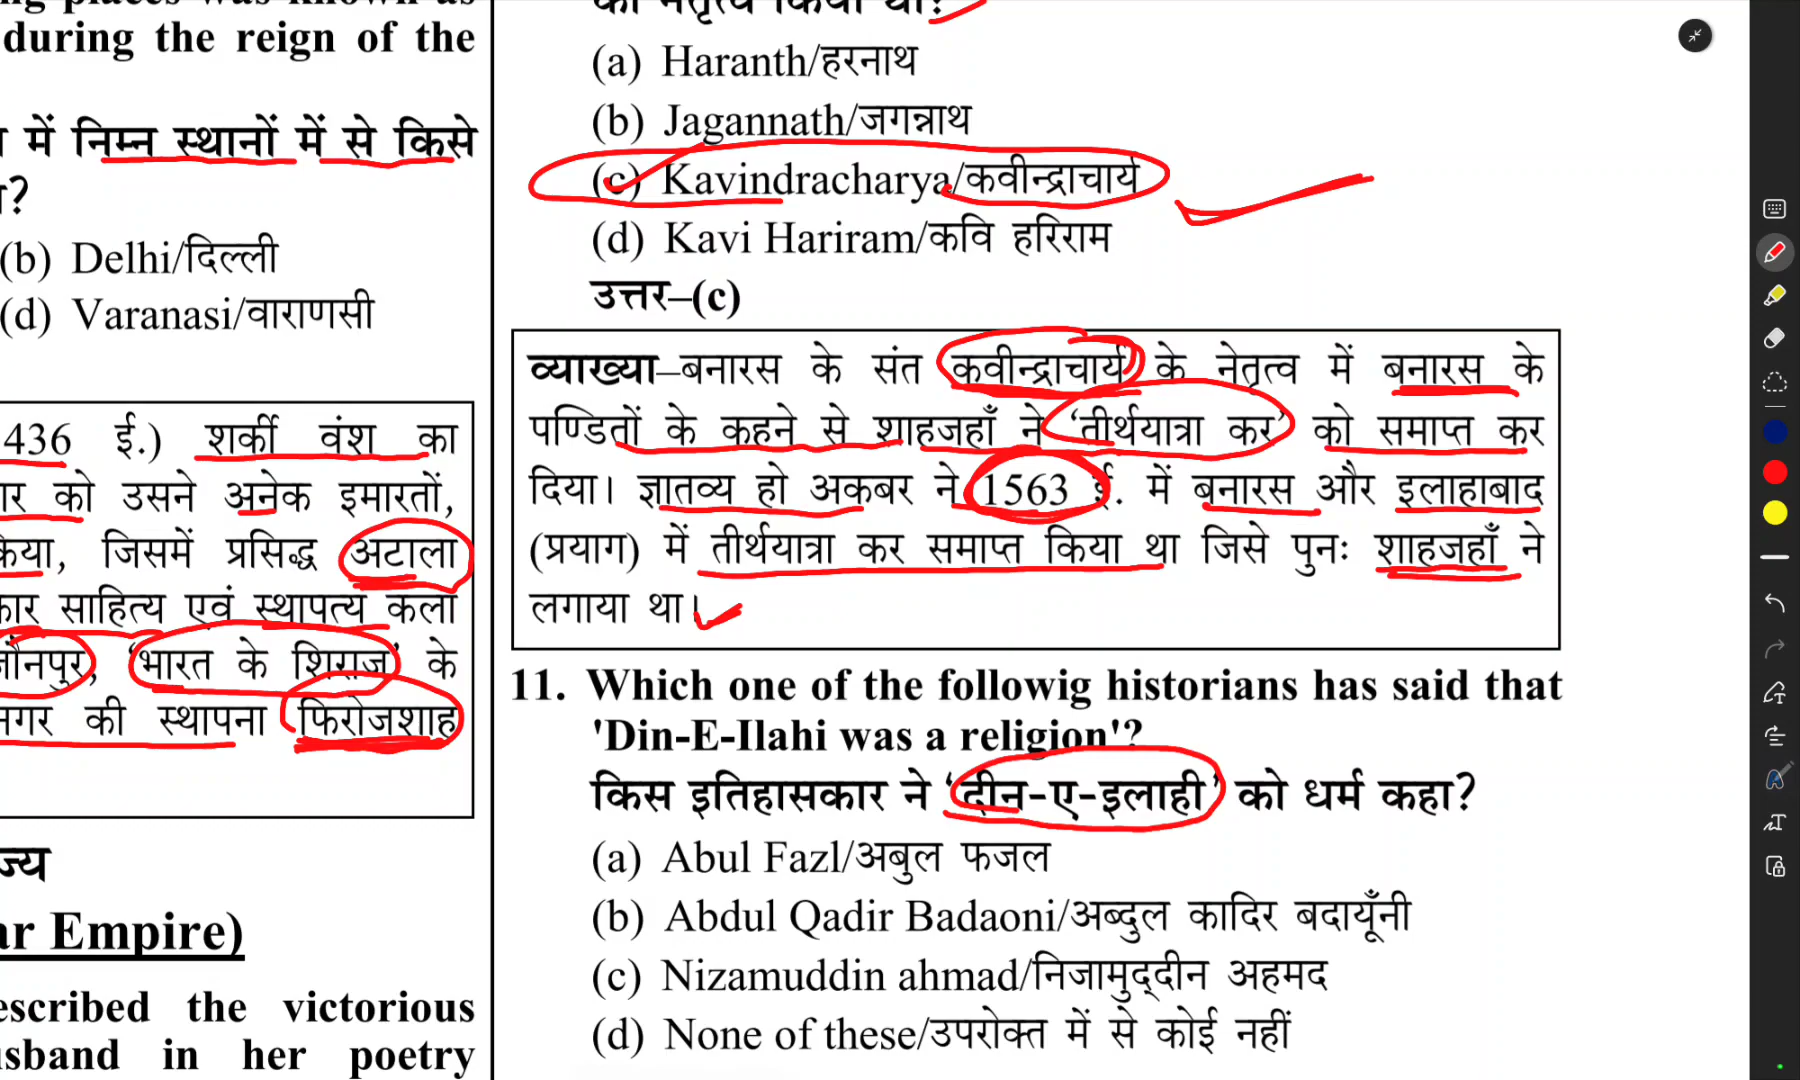 during the reign of the
में निम्न स्थानों में से किसे
(b) Delhi/दिल्ली
(d) Varanasi/वाराणसी
436 ई.) शर्की वंश का
को उसने अनेक इमारतों,
जिसमें प्रसिद्ध अटाला
साहित्य एवं स्थापत्य कला
जौनपुर, 'भारत के शिराज' के
नगर की स्थापना फिरोजशाह
Empire)
the victorious
in her poetry
(a) Haranth/हरनाथ
(b) Jagannath/जगन्नाथ
(c) Kavindracharya/कवीन्द्राचार्य
(d) Kavi Hariram/कवि हरिराम
उत्तर–(c)
व्याख्या–बनारस के संत कवीन्द्राचार्य के नेतृत्व में बनारस के
पण्डितों के कहने से शाहजहाँ ने 'तीर्थयात्रा कर' को समाप्त कर
दिया। ज्ञातव्य हो अकबर ने 1563 ई. में बनारस और इलाहाबाद
(प्रयाग) में तीर्थयात्रा कर समाप्त किया था जिसे पुनः शाहजहाँ ने
लगाया था।
11. Which one of the followig historians has said that
'Din-E-Ilahi was a religion'?
किस इतिहासकार ने 'दीन-ए-इलाही' को धर्म कहा?
(a) Abul Fazl/अबुल फजल
(b) Abdul Qadir Badaoni/अब्दुल कादिर बदायूँनी
(c) Nizamuddin ahmad/निजामुद्दीन अहमद
(d) None of these/उपरोक्त में से कोई नहीं